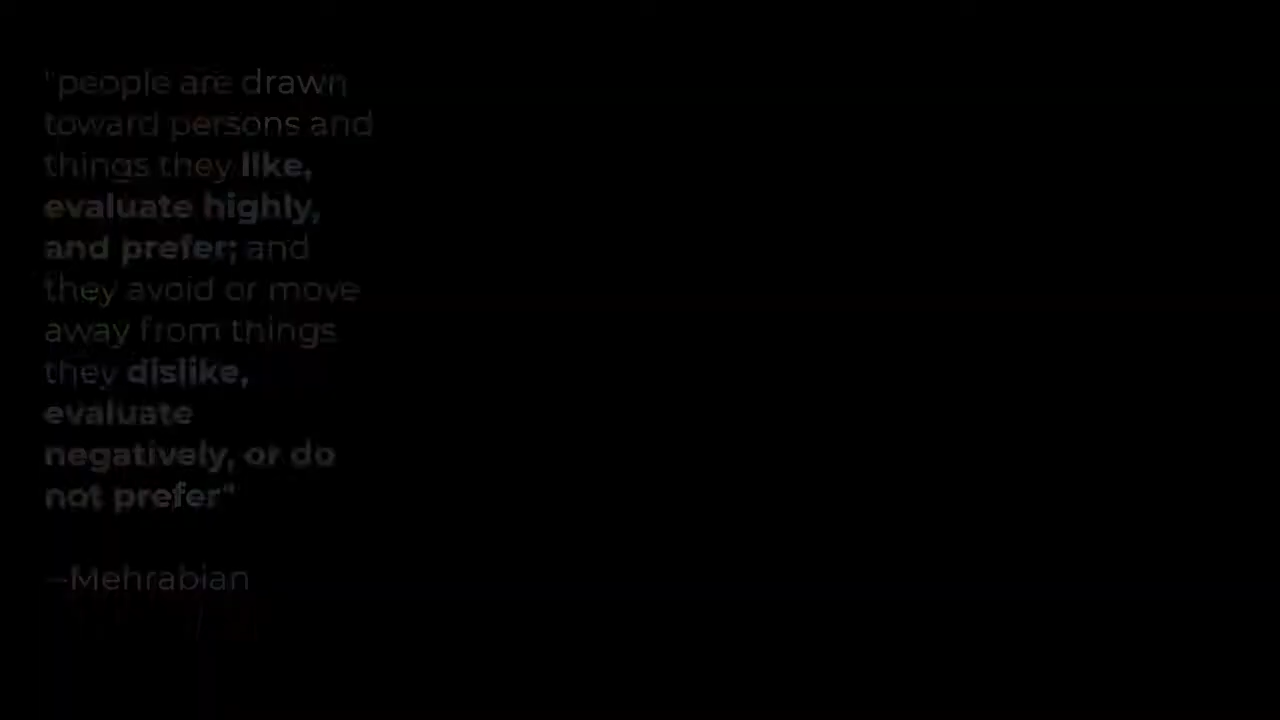 "people are drawn
toward persons and
things they like,
evaluate highly,
and prefer; and
they avoid or move
away from things
they dislike,
evaluate
negatively, or do
not prefer"
—Mehrabian